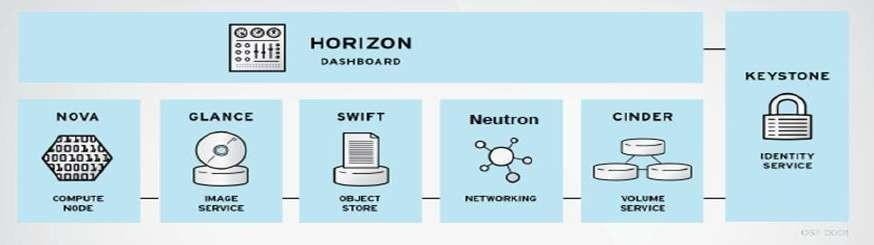 HORIZON
DASHBOARD
KEYSTONE
IDENTITY
SERVICE
NOVA
COMPUTE
NODE
GLANCE
IMAGE
SERVICE
SWIFT
OBJECT
STORE
Neutron
NETWORKING
CINDER
VOLUME
SERVICE